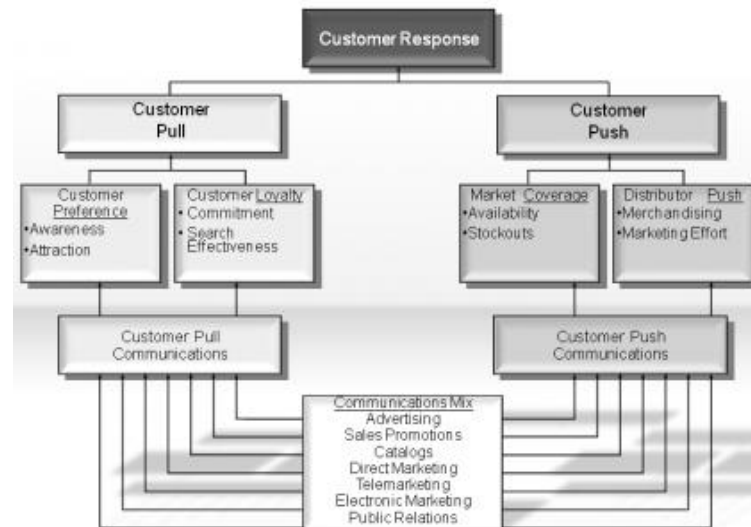 Customer Response
Customer
Pull
Customer
Push
Customer
Preference
•Awareness
•Attraction
Customer Loyalty
• Commitment
• Search
Effectiveness
Market Coverage
•Availability
•Stockouts
Distributor Push
•Merchandising
•Marketing Effort
Customer Pull
Communications
Customer Push
Communications
Communications Mix
Advertising
Sales Promotions
Catalogs
Direct Marketing
Telemarketing
Electronic Marketing
Public Relations